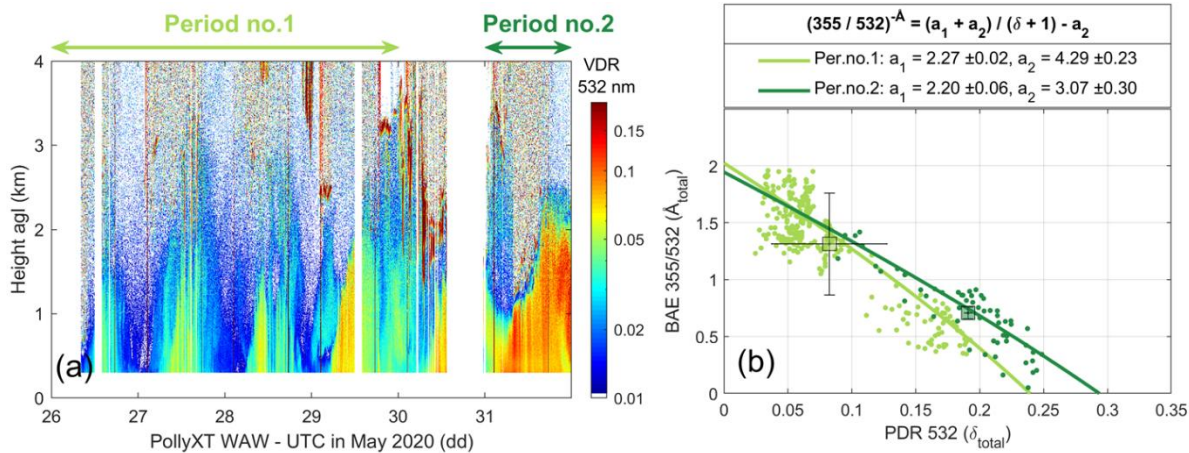 Period no.1
Period no.2
VDR
532 nm
4
3
2
1
0
Height agl (km)
(a)
0.15
0.10
0.05
0.02
0.01
26
27
28
29
30
31
PollyXT WAW - UTC in May 2020 (dd)
(355 / 532)^-Å = (a₁ + a₂) / (δ + 1) - a₂
Per.no.1: a₁ = 2.27 ±0.02, a₂ = 4.29 ±0.23
Per.no.2: a₁ = 2.20 ±0.06, a₂ = 3.07 ±0.30
2
1.5
1
0.5
0
BAE 355/532 (Å_total)
(b)
0
0.05
0.1
0.15
0.2
0.25
0.3
0.35
PDR 532 (δ_total)